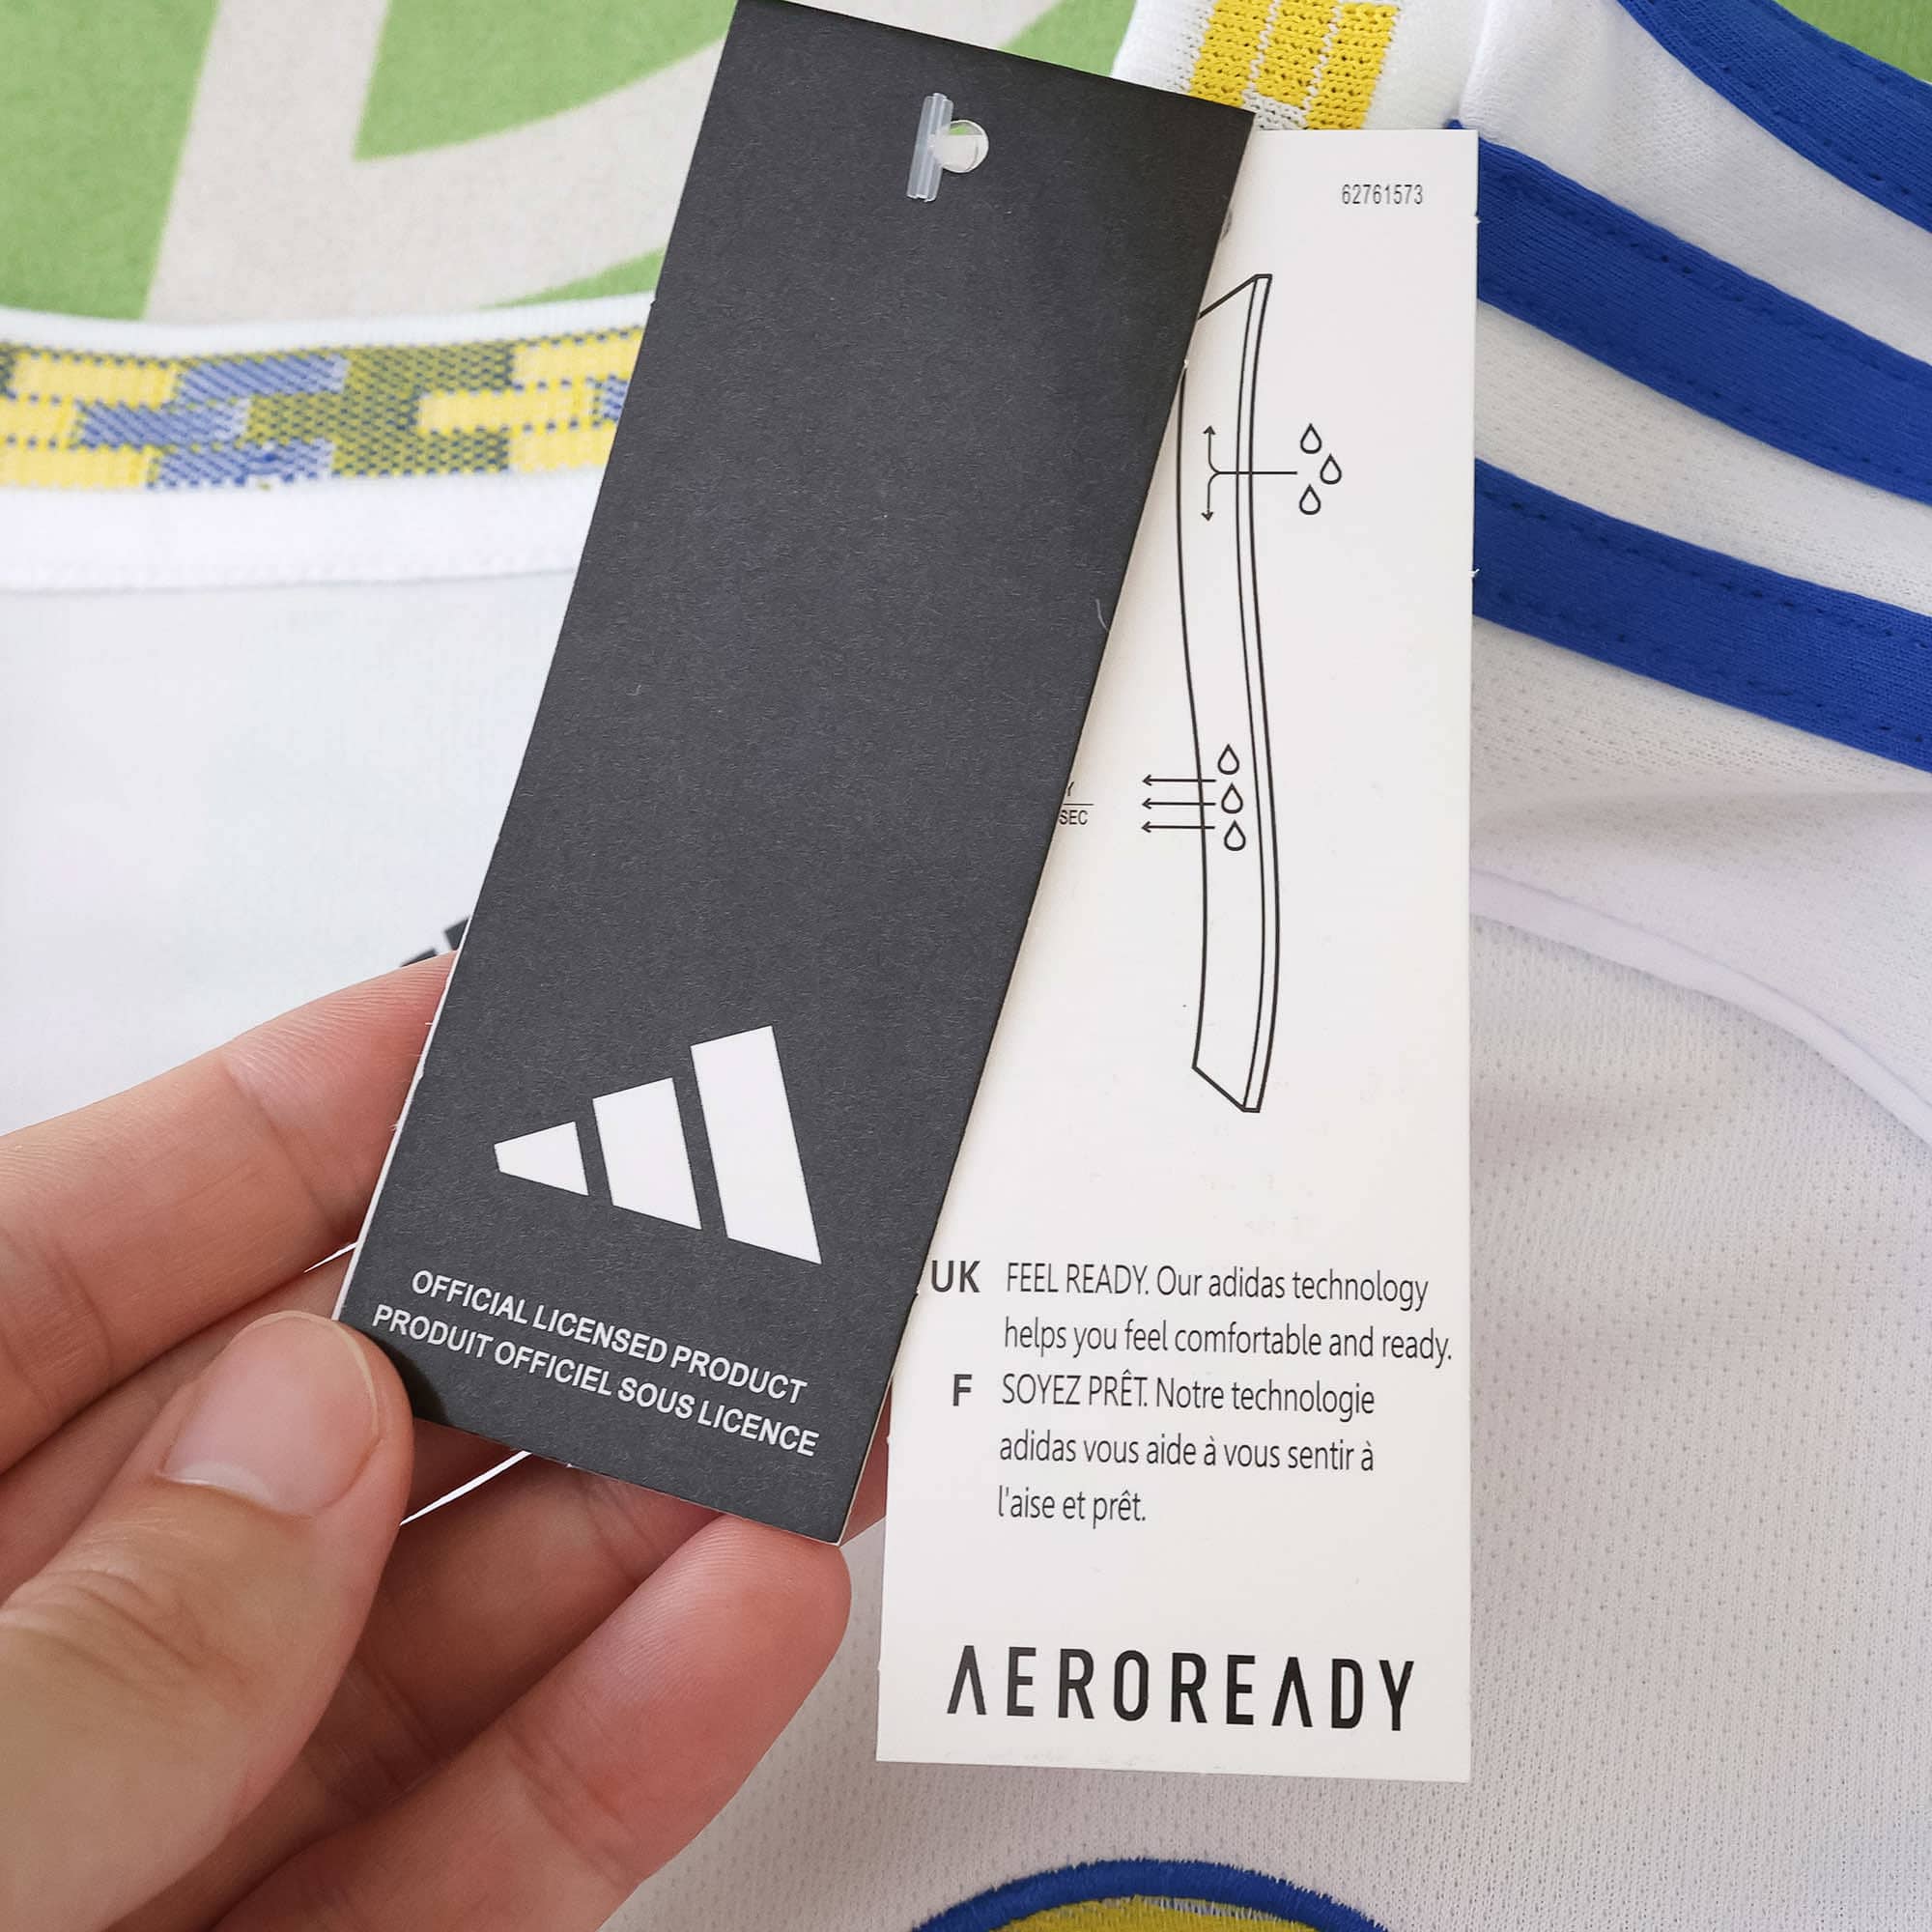 62761573
SEC
OFFICIAL LICENSED PRODUCT
PRODUIT OFFICIEL SOUS LICENCE
UK FEEL READY. Our adidas technology
helps you feel comfortable and ready.
F SOYEZ PRÊT. Notre technologie
adidas vous aide à vous sentir à
l'aise et prêt.
AEROREADY